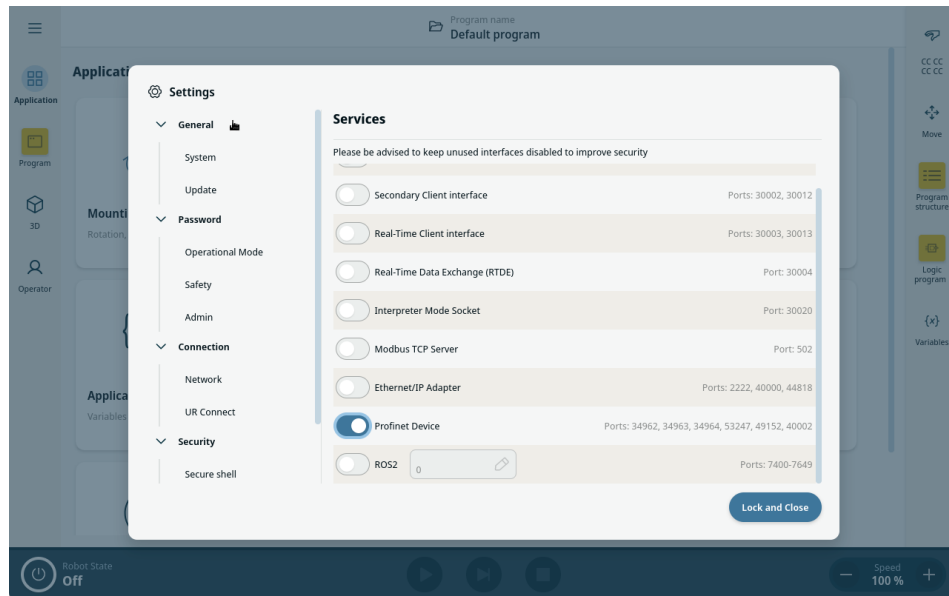 Program name
Default program
Application
Program
3D
Operator
Applicati
Mounti
Rotation,
Applica
Variables
Settings
General
System
Update
Password
Operational Mode
Safety
Admin
Connection
Network
UR Connect
Security
Secure shell
Services
Please be advised to keep unused interfaces disabled to improve security
Secondary Client interface Ports: 30002, 30012
Real-Time Client interface Ports: 30003, 30013
Real-Time Data Exchange (RTDE) Port: 30004
Interpreter Mode Socket Port: 30020
Modbus TCP Server Port: 502
Ethernet/IP Adapter Ports: 2222, 40000, 44818
Profinet Device Ports: 34962, 34963, 34964, 53247, 49152, 40002
ROS2 0 Ports: 7400-7649
Lock and Close
CC CC
CC CC
Move
Program
structure
Logic
program
{x}
Variables
Robot State
Off
Speed
100 %